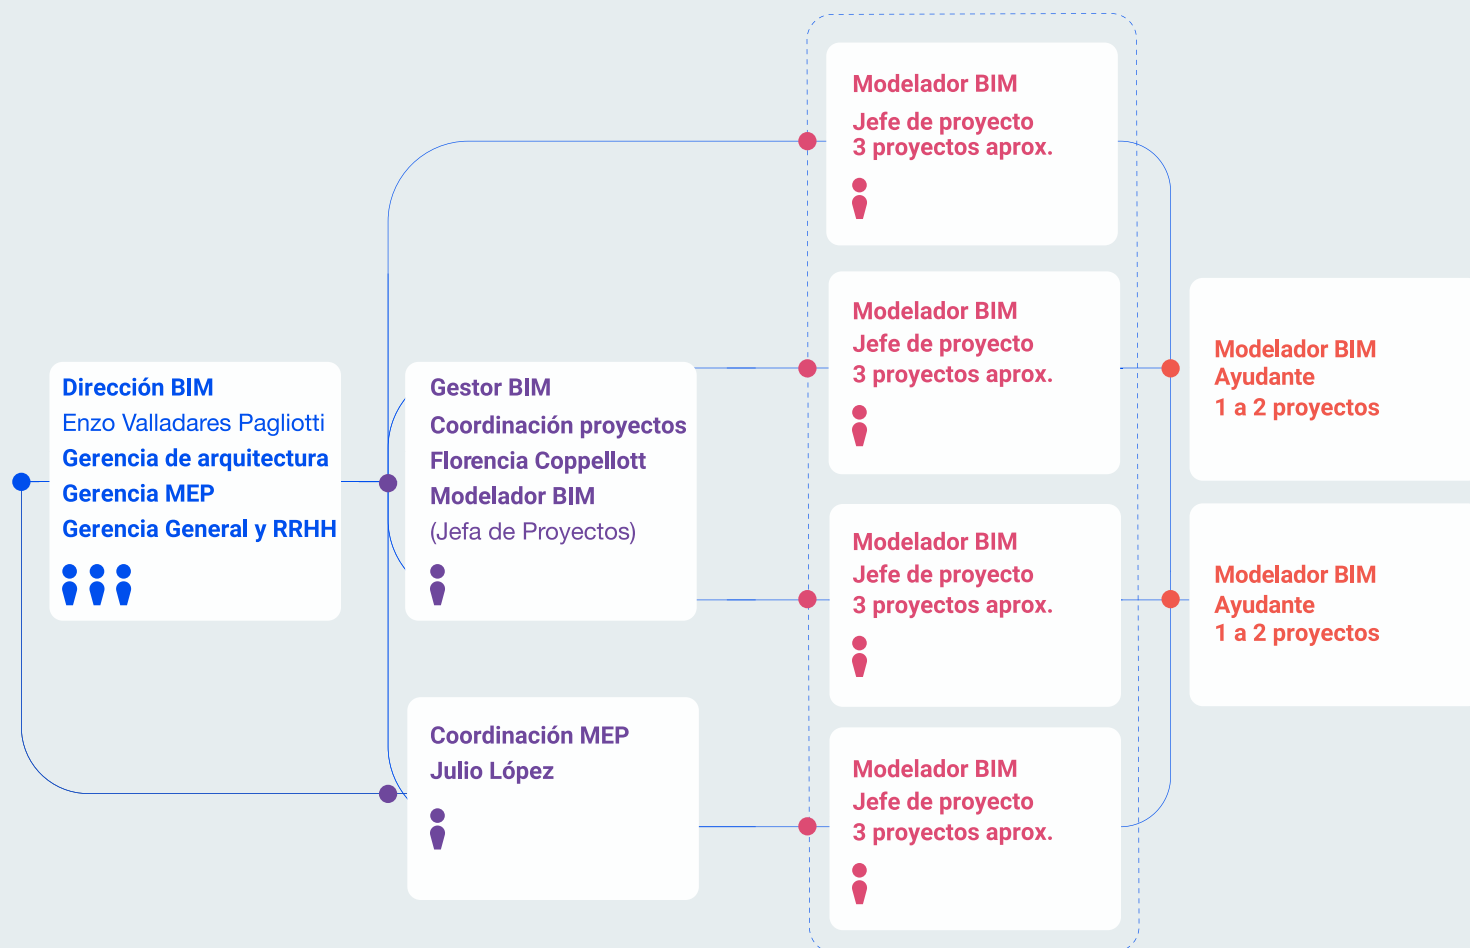 Dirección BIM
Enzo Valladares Pagliotti
Gerencia de arquitectura
Gerencia MEP
Gerencia General y RRHH
Gestor BIM
Coordinación proyectos
Florencia Coppellott
Modelador BIM
(Jefa de Proyectos)
Coordinación MEP
Julio López
Modelador BIM
Jefe de proyecto
3 proyectos aprox.
Modelador BIM
Jefe de proyecto
3 proyectos aprox.
Modelador BIM
Jefe de proyecto
3 proyectos aprox.
Modelador BIM
Jefe de proyecto
3 proyectos aprox.
Modelador BIM
Ayudante
1 a 2 proyectos
Modelador BIM
Ayudante
1 a 2 proyectos